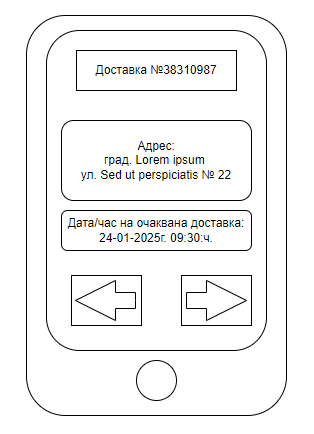 Доставка №38310987
Адрес:
град. Lorem ipsum
ул. Sed ut perspiciatis № 22
Дата/час на очаквана доставка:
24-01-2025г. 09:30:ч.